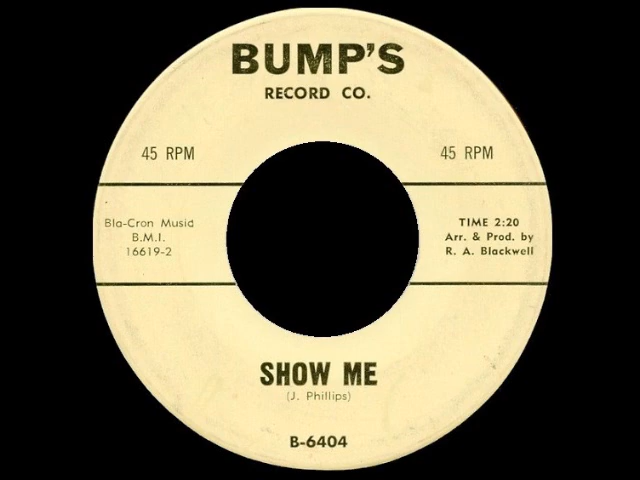 BUMP'S
RECORD CO.
45 RPM
45 RPM
Bla-Cron Musid
B.M.I.
16619-2
TIME 2:20
Arr. & Prod. by
R. A. Blackwell
SHOW ME
(J. Phillips)
B-6404